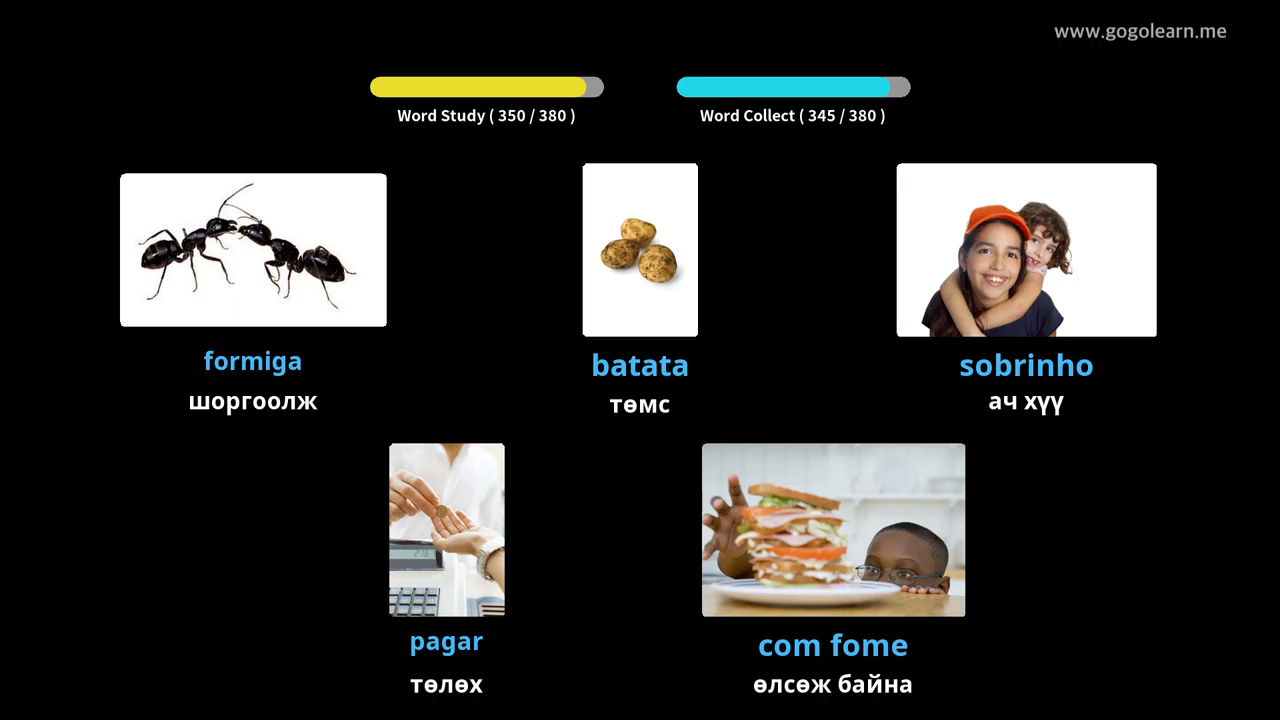 www.gogolearn.me
Word Study ( 350 / 380 )
Word Collect ( 345 / 380 )
formiga
шоргоолж
batata
төмс
sobrinho
ач хүү
pagar
төлөх
com fome
өлсөж байна